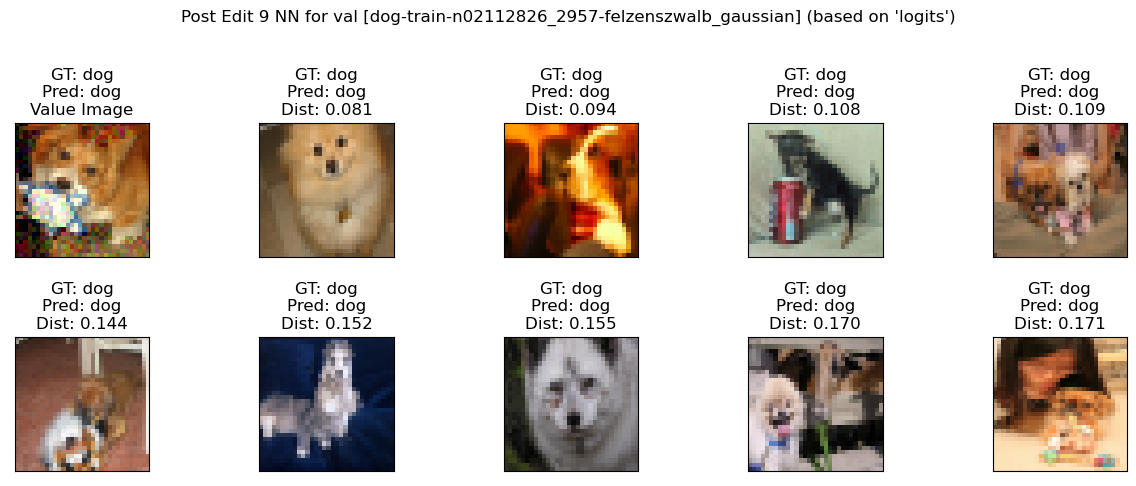 Post Edit 9 NN for val [dog-train-n02112826_2957-felzenszwalb_gaussian] (based on 'logits')
GT: dog
Pred: dog
Value Image
GT: dog
Pred: dog
Dist: 0.081
GT: dog
Pred: dog
Dist: 0.094
GT: dog
Pred: dog
Dist: 0.108
GT: dog
Pred: dog
Dist: 0.109
GT: dog
Pred: dog
Dist: 0.144
GT: dog
Pred: dog
Dist: 0.152
GT: dog
Pred: dog
Dist: 0.155
GT: dog
Pred: dog
Dist: 0.170
GT: dog
Pred: dog
Dist: 0.171